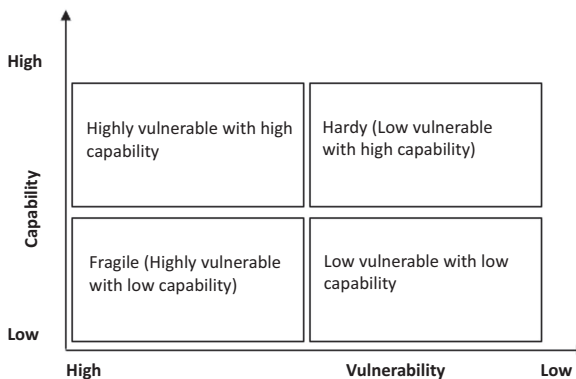 High
Highly vulnerable with high
capability
Hardy (Low vulnerable
with high capability)
Capability
Fragile (Highly vulnerable
with low capability)
Low vulnerable with low
capability
Low
High
Vulnerability
Low